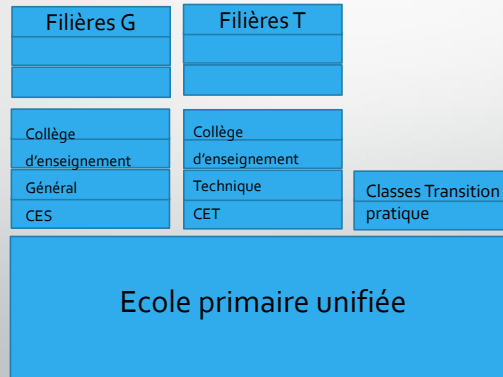 Filières G
Filières T
Collège
d'enseignement
Général
CES
Collège
d'enseignement
Technique
CET
Classes Transition
pratique
Ecole primaire unifiée